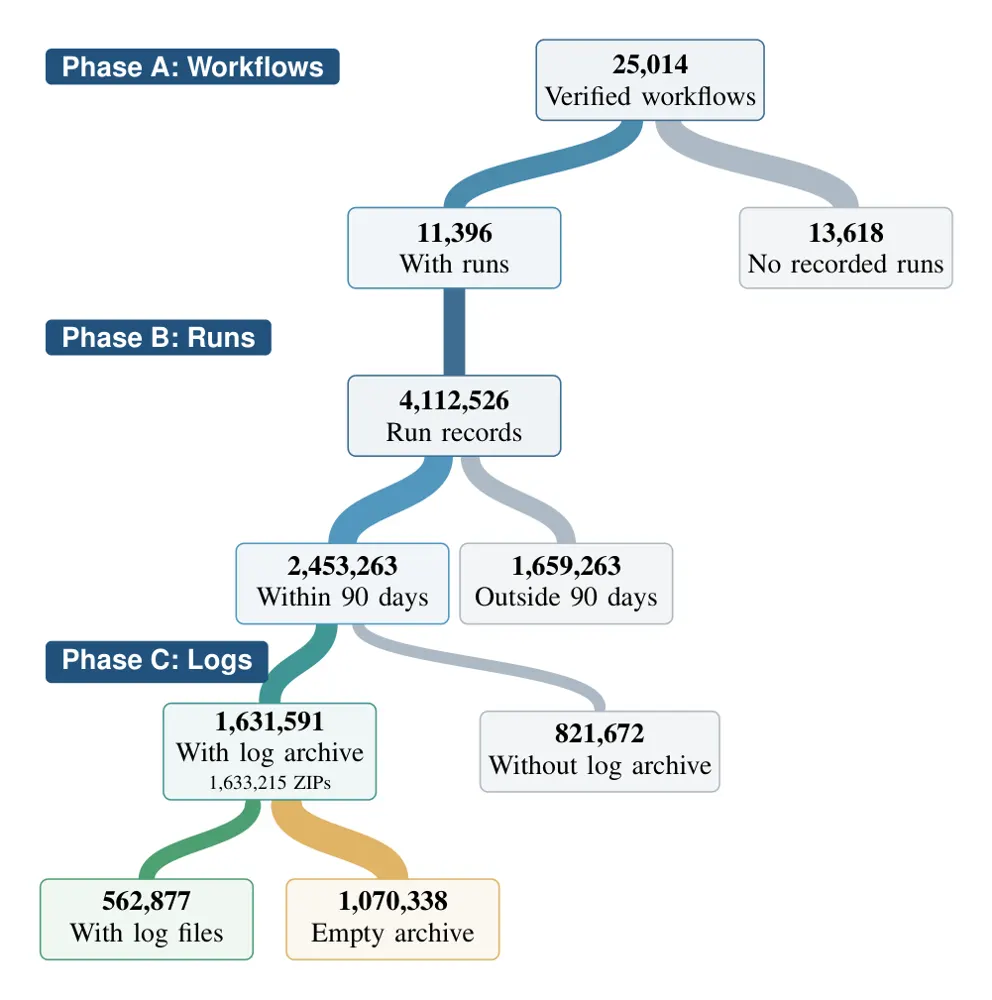 Phase A: Workflows
25,014
Verified workflows
11,396
With runs
13,618
No recorded runs
Phase B: Runs
4,112,526
Run records
2,453,263
Within 90 days
1,659,263
Outside 90 days
Phase C: Logs
1,631,591
With log archive
1,633,215 ZIPs
821,672
Without log archive
562,877
With log files
1,070,338
Empty archive